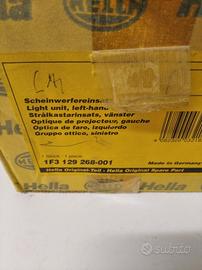 HELLA
Scheinwerfereinsatz
Light unit, left-hand
Strålkastarinsats, vänster
Optique de projecteur, gauche
Optica de faro, izquierdo
Gruppo ottico, sinistro
1F3 129 268-001
Made in Germany
Hella Original-Teil · Hella Original Spare Part
Hella
subito